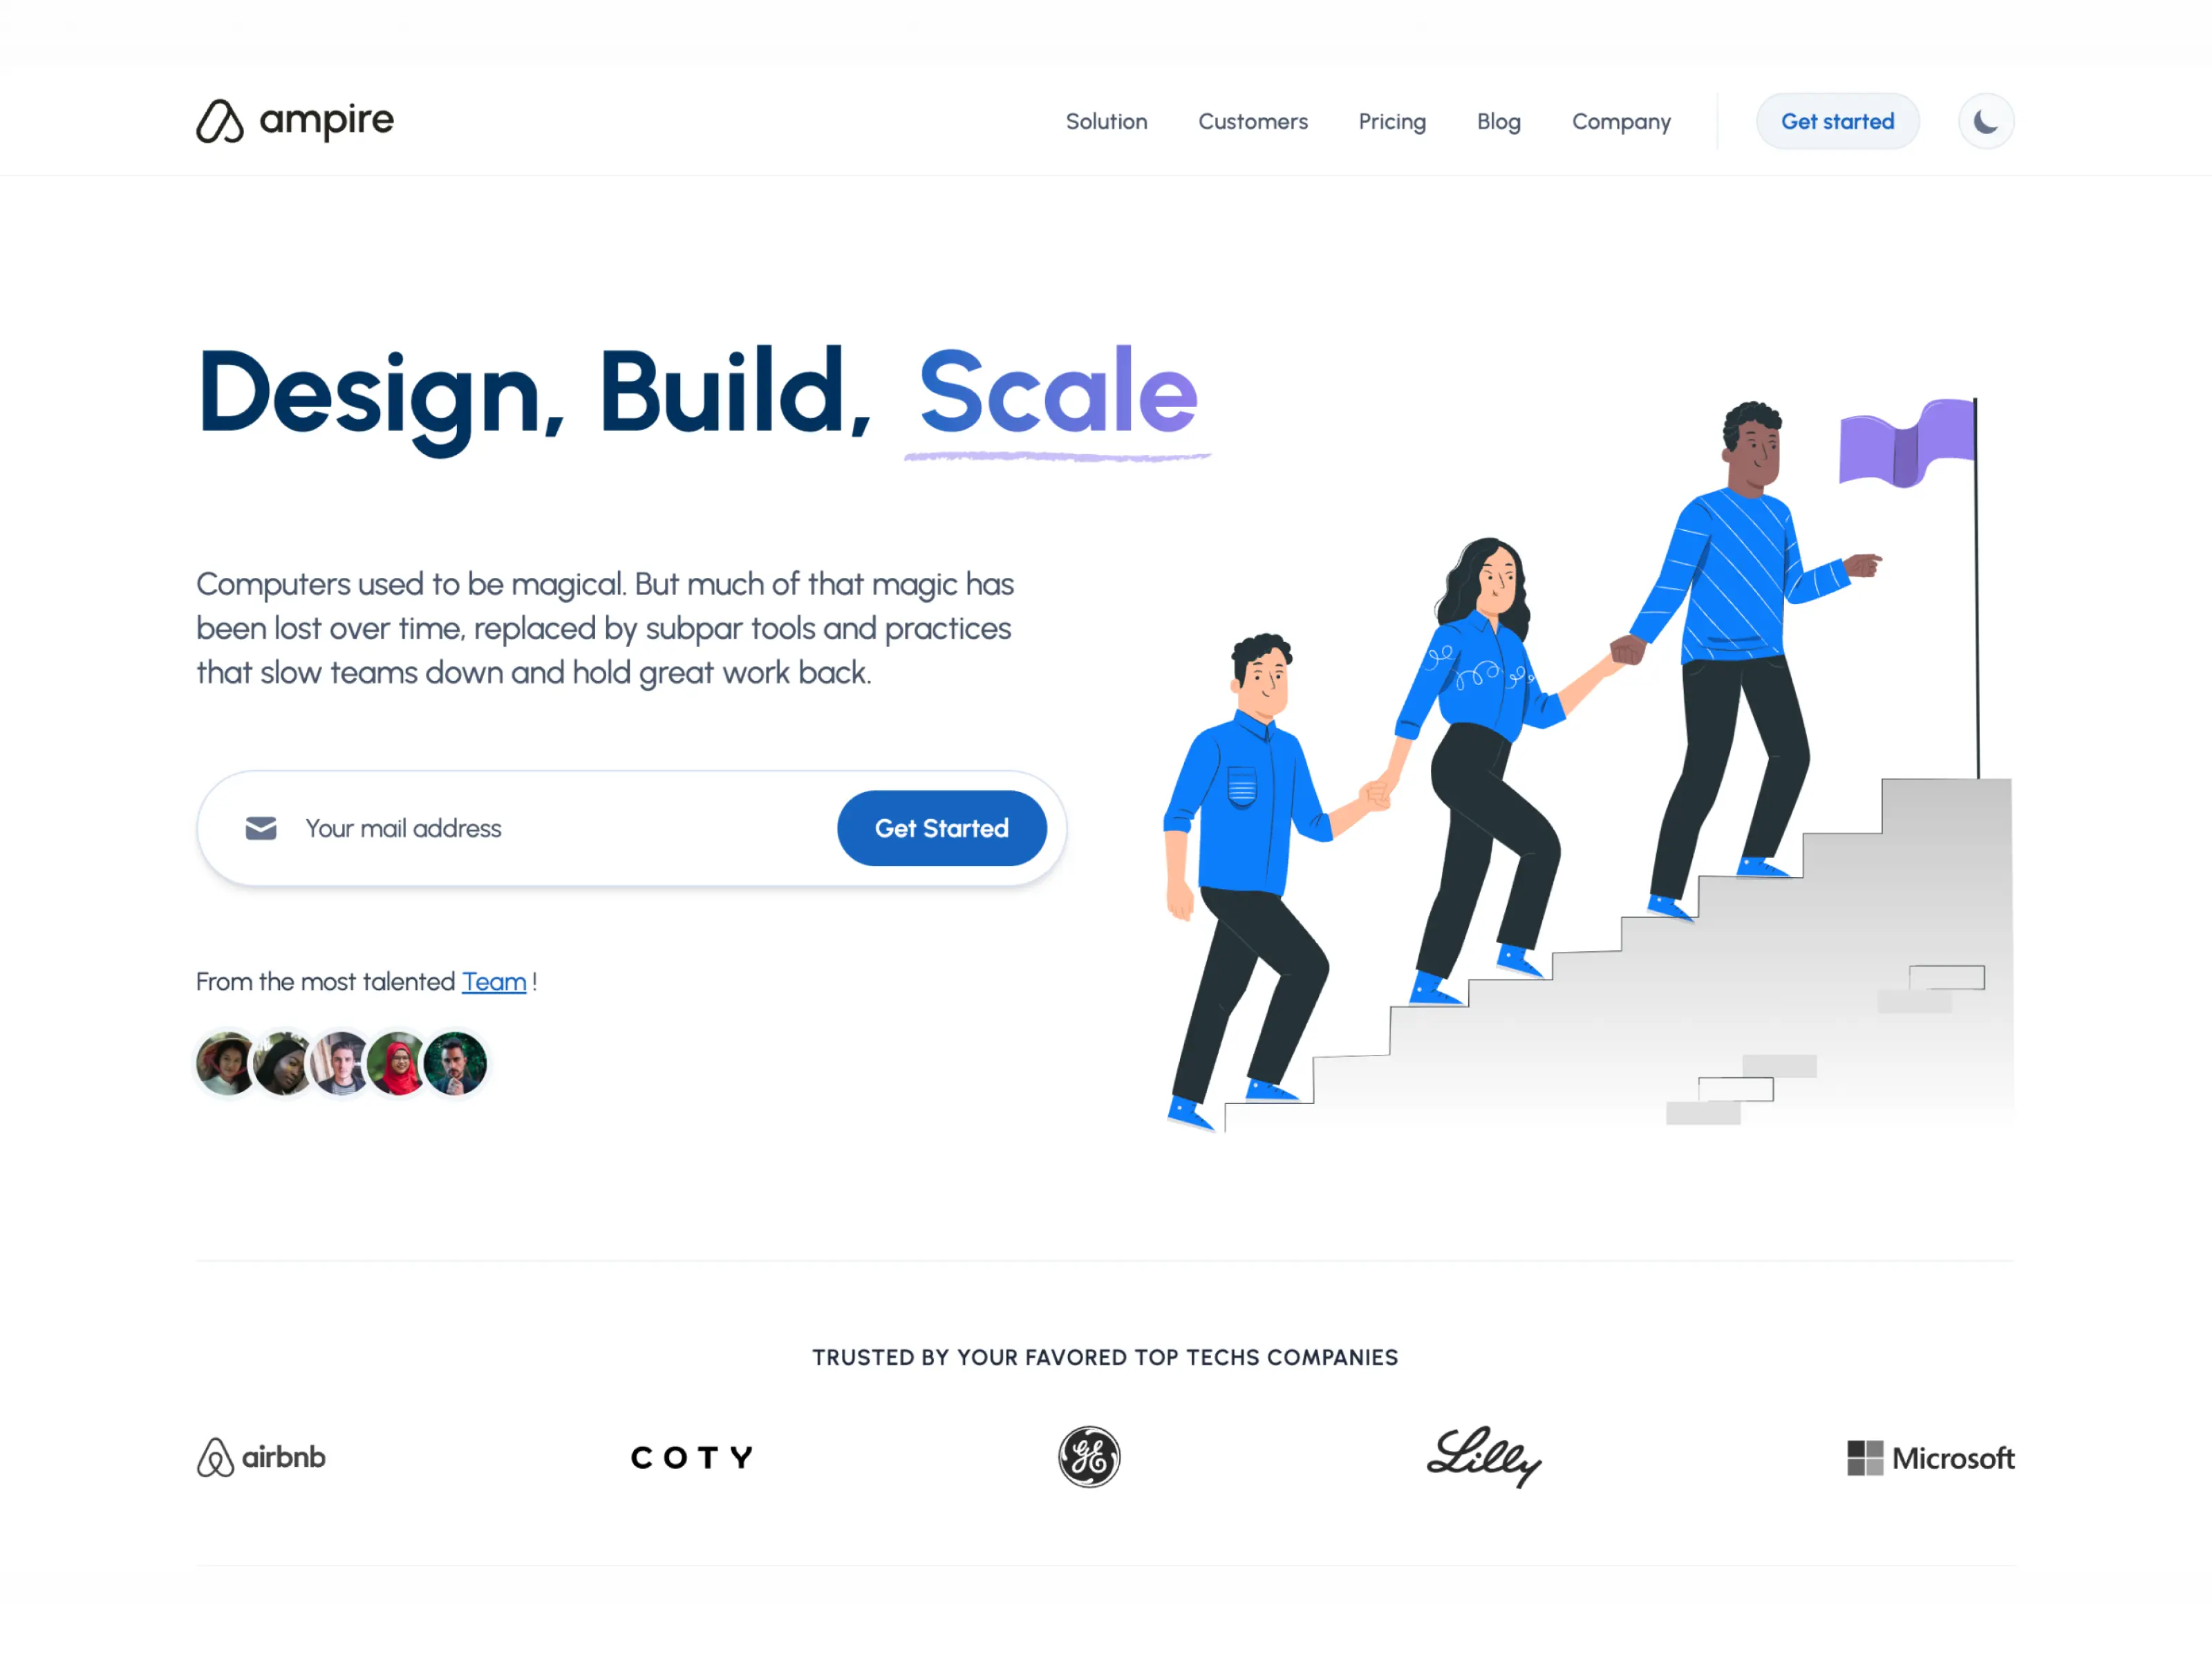 ampire
Solution
Customers
Pricing
Blog
Company
Get started
Design, Build, Scale
Computers used to be magical. But much of that magic has
been lost over time, replaced by subpar tools and practices
that slow teams down and hold great work back.
Your mail address
Get Started
From the most talented Team !
TRUSTED BY YOUR FAVORED TOP TECHS COMPANIES
airbnb
COTY
GE
Lilly
Microsoft